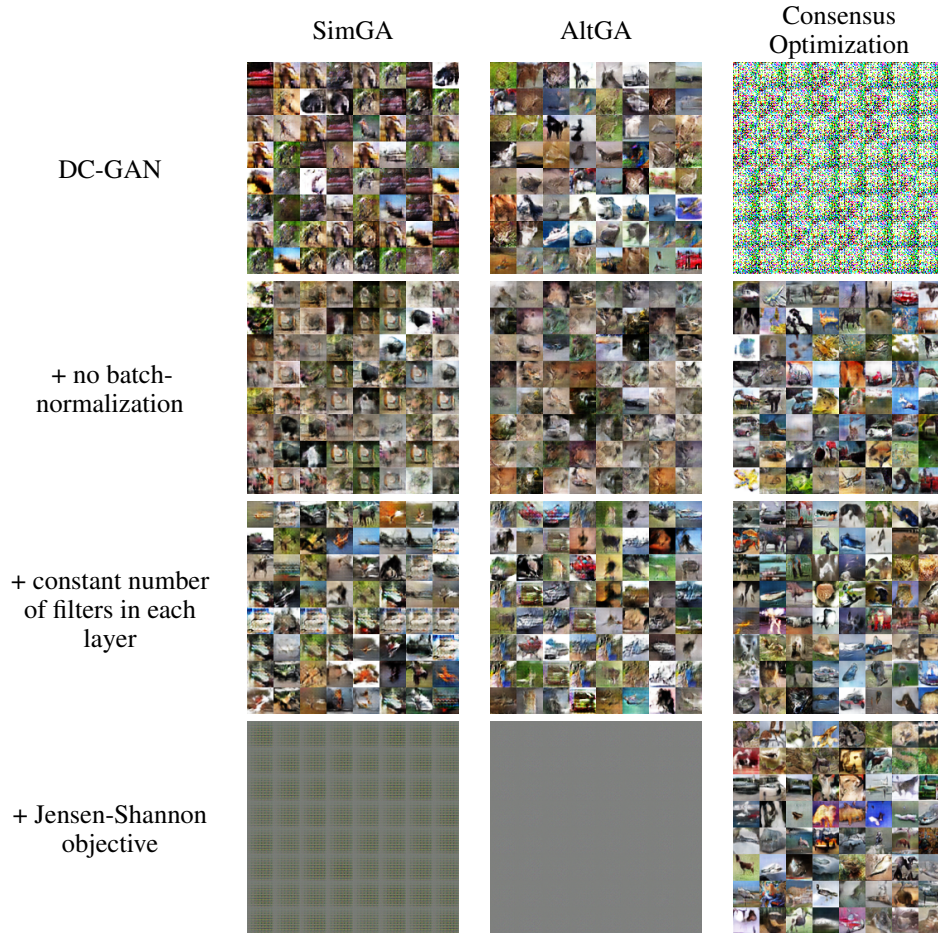 SimGA
AltGA
Consensus
Optimization
DC-GAN
+ no batch-
normalization
+ constant number
of filters in each
layer
+ Jensen-Shannon
objective